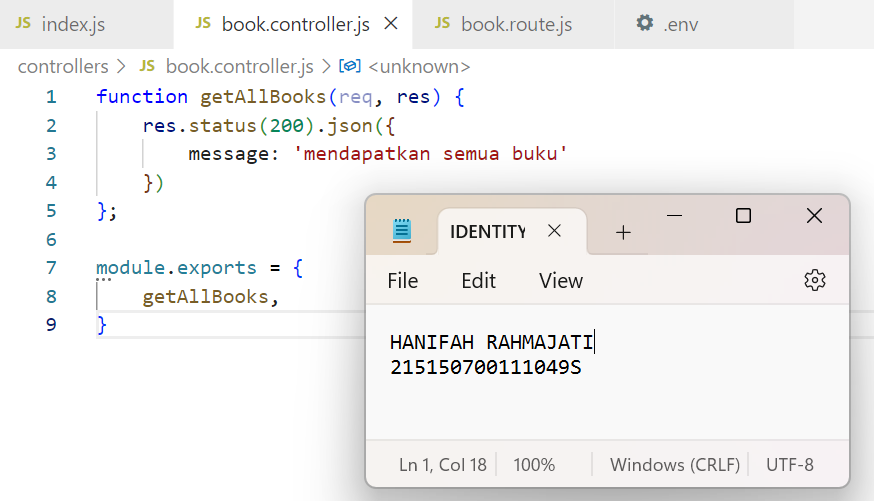 JS index.js JS book.controller.js JS book.route.js .env
controllers > JS book.controller.js > <unknown>
1 function getAllBooks(req, res) {
2 res.status(200).json({
3 message: 'mendapatkan semua buku'
4 })
5 };
6
7 module.exports = {
8 getAllBooks,
9 }
IDENTITY
File Edit View
HANIFAH RAHMAJATI
215150700111049S
Ln 1, Col 18 100% Windows (CRLF) UTF-8